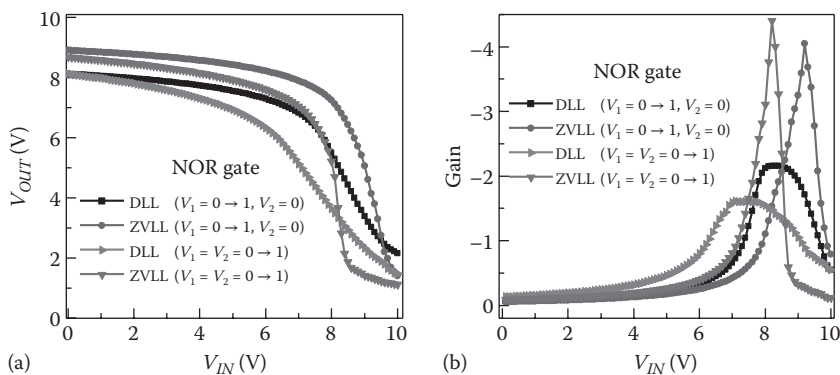 10
8
6
4
2
0
V_OUT (V)
NOR gate
DLL (V₁ = 0 → 1, V₂ = 0)
ZVLL (V₁ = 0 → 1, V₂ = 0)
DLL (V₁ = V₂ = 0 → 1)
ZVLL (V₁ = V₂ = 0 → 1)
0 2 4 6 8 10
V_IN (V)
(a)
−4
−3
−2
−1
0
Gain
NOR gate
DLL (V₁ = 0 → 1, V₂ = 0)
ZVLL (V₁ = 0 → 1, V₂ = 0)
DLL (V₁ = V₂ = 0 → 1)
ZVLL (V₁ = V₂ = 0 → 1)
0 2 4 6 8 10
V_IN (V)
(b)